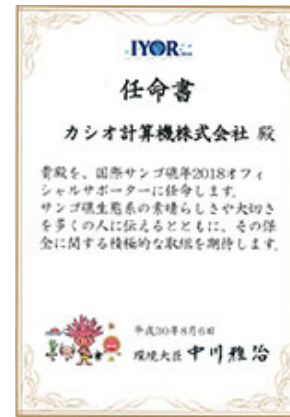 IYOR
任命書
カシオ計算機株式会社 殿
貴殿を、国際サンゴ礁年2018オフィ
シャルサポーターに任命します。
サンゴ礁生態系の素晴らしさや大切さ
を多くの人に伝えるとともに、その保
全に関する積極的な取組を期待します。
平成30年8月6日
環境大臣 中川雅治